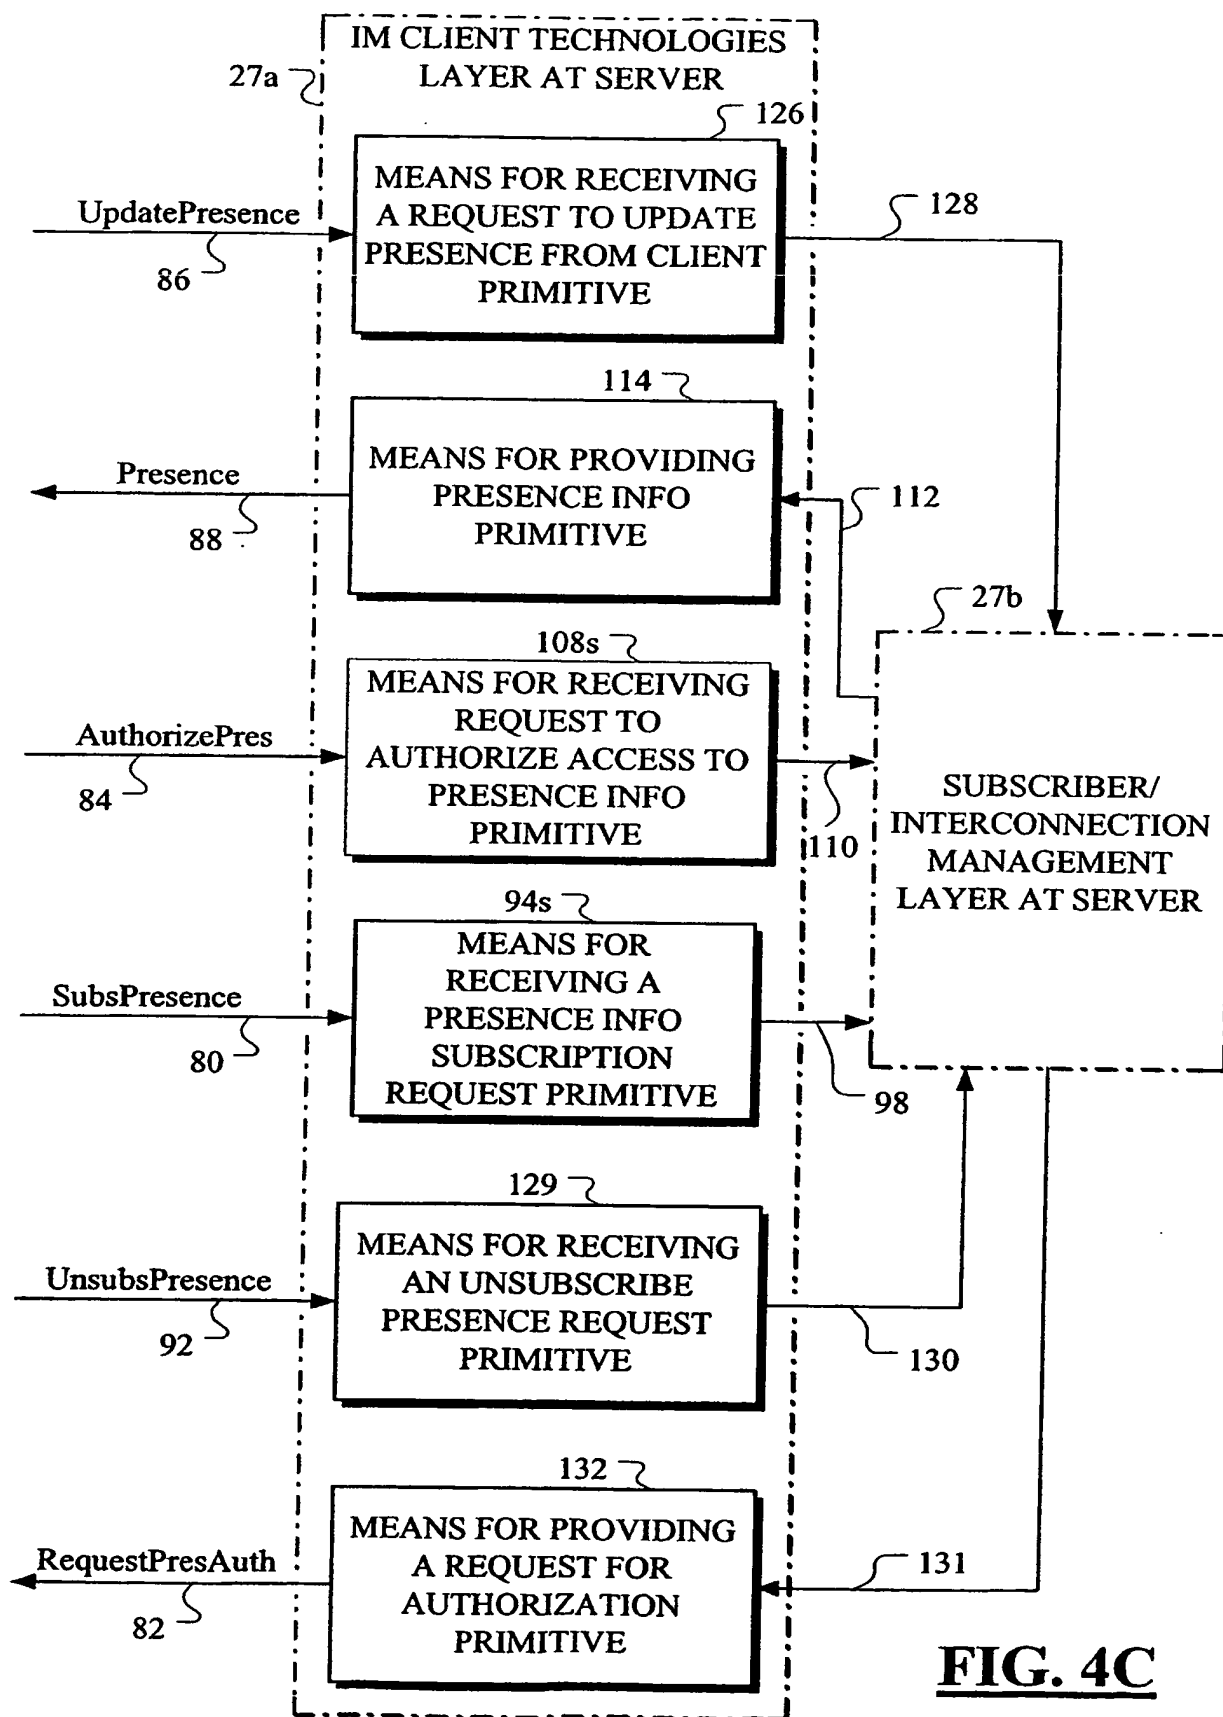 IM CLIENT TECHNOLOGIES
LAYER AT SERVER
27a
126
MEANS FOR RECEIVING
A REQUEST TO UPDATE
PRESENCE FROM CLIENT
PRIMITIVE
UpdatePresence
86
128
114
MEANS FOR PROVIDING
PRESENCE INFO
PRIMITIVE
Presence
88
112
27b
108s
MEANS FOR RECEIVING
REQUEST TO
AUTHORIZE ACCESS TO
PRESENCE INFO
PRIMITIVE
AuthorizePres
84
110
SUBSCRIBER/
INTERCONNECTION
MANAGEMENT
LAYER AT SERVER
94s
MEANS FOR
RECEIVING A
PRESENCE INFO
SUBSCRIPTION
REQUEST PRIMITIVE
SubsPresence
80
98
129
MEANS FOR RECEIVING
AN UNSUBSCRIBE
PRESENCE REQUEST
PRIMITIVE
UnsubsPresence
92
130
132
MEANS FOR PROVIDING
A REQUEST FOR
AUTHORIZATION
PRIMITIVE
RequestPresAuth
82
131
FIG. 4C